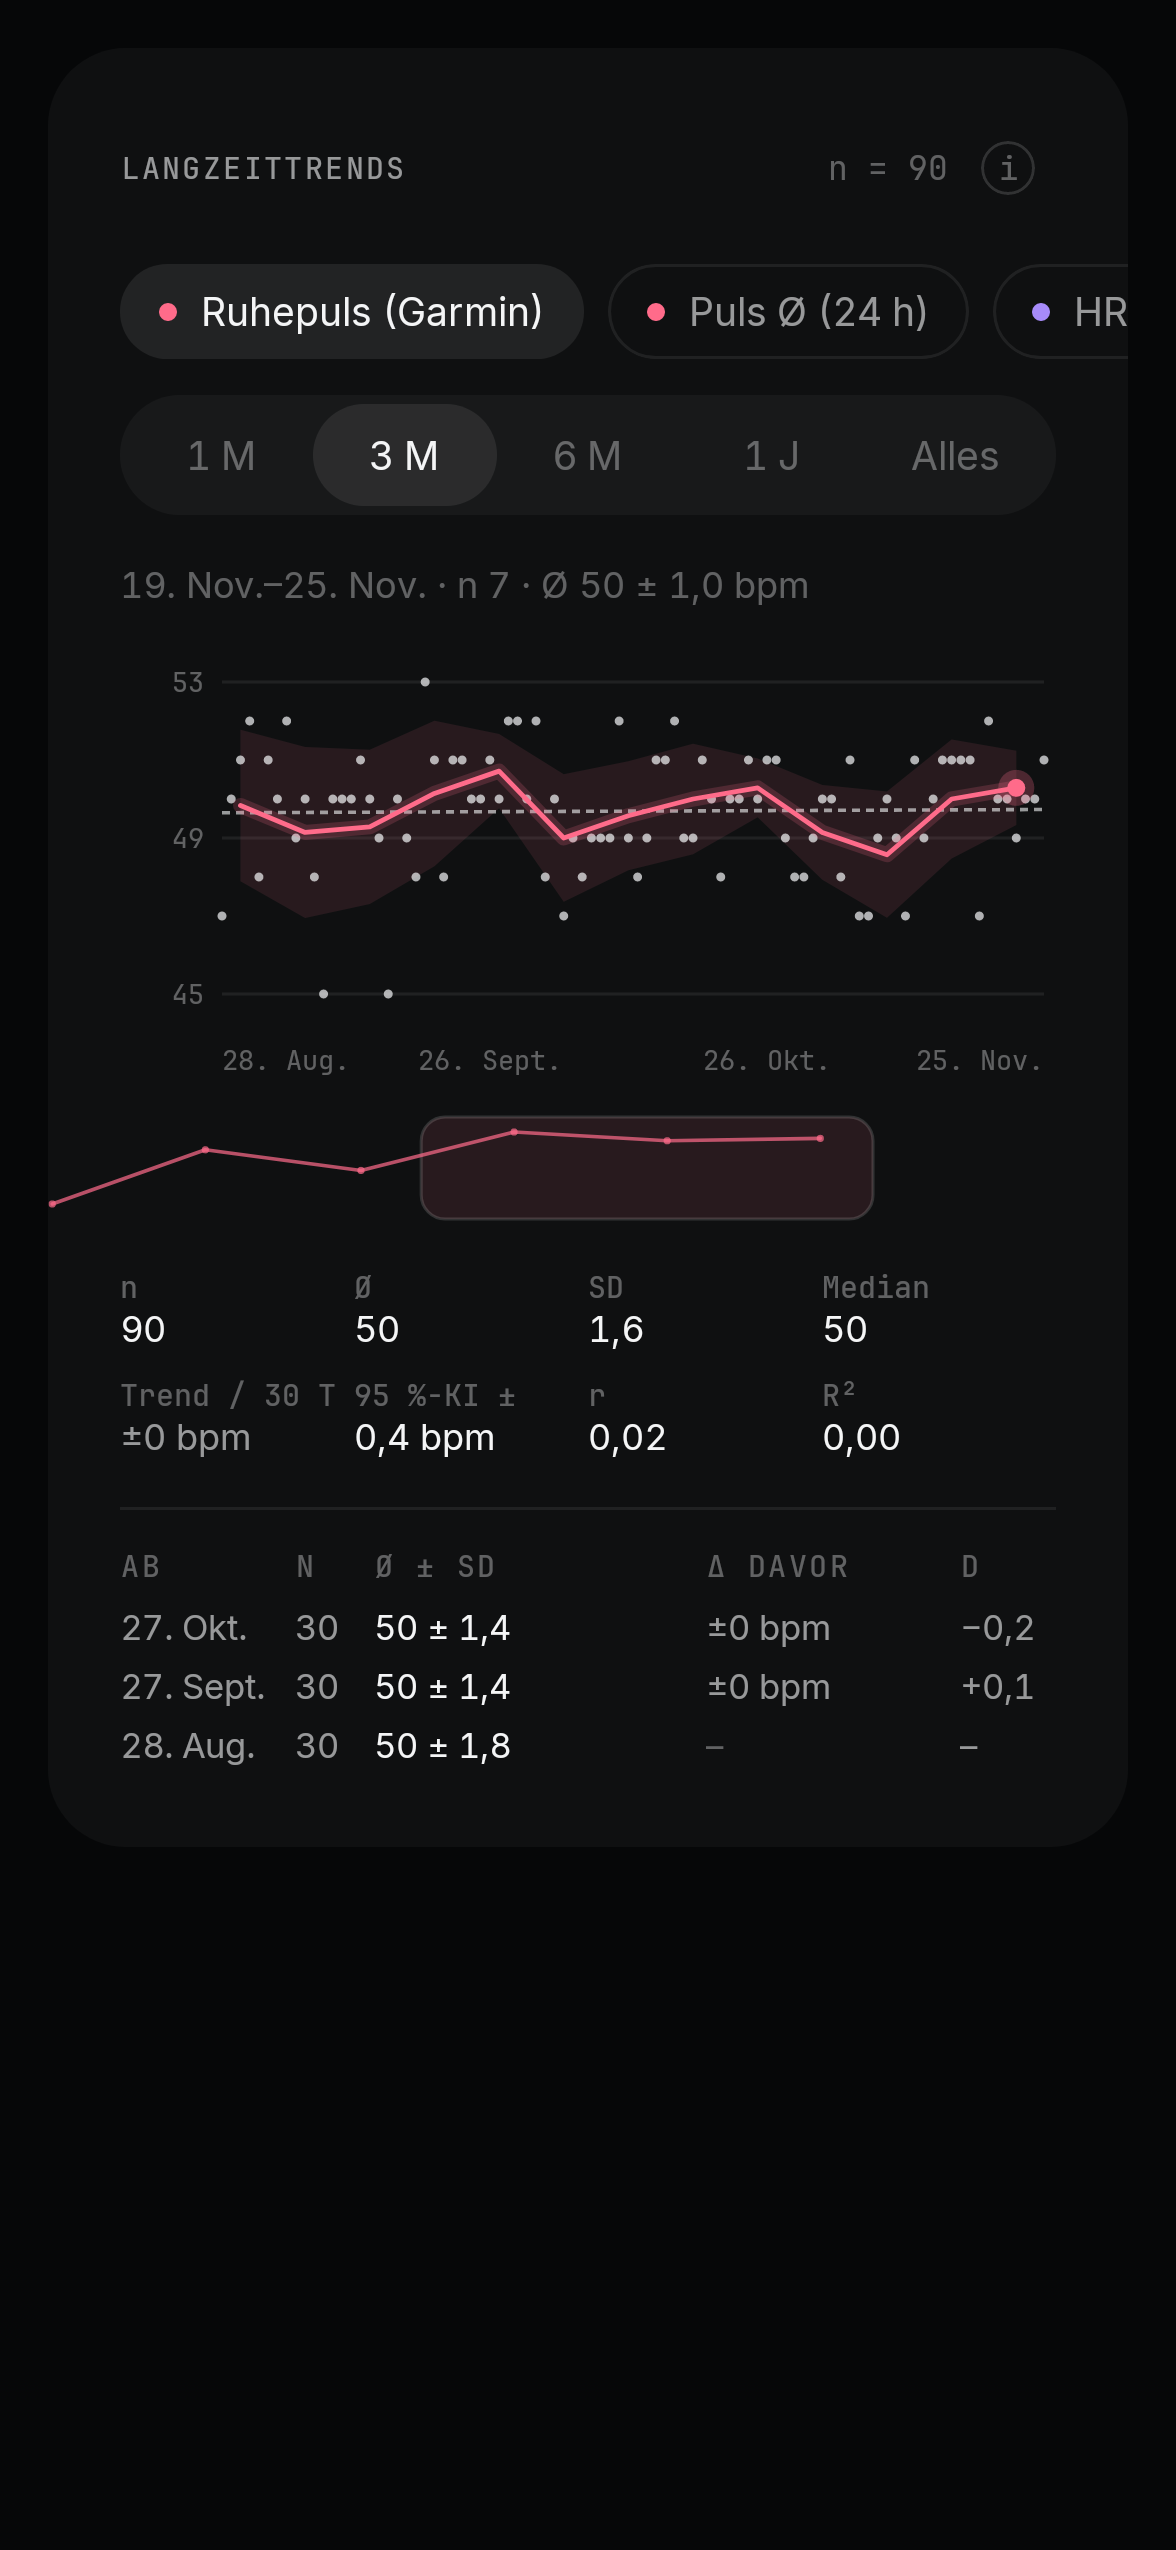 LANGZEITTRENDS n = 90 i
Ruhepuls (Garmin) Puls Ø (24 h) HR
1 M 3 M 6 M 1 J Alles
19. Nov.–25. Nov. · n 7 · Ø 50 ± 1,0 bpm
53
49
45
28. Aug. 26. Sept. 26. Okt. 25. Nov.
n Ø SD Median
90 50 1,6 50
Trend / 30 T 95 %-KI ± r R²
±0 bpm 0,4 bpm 0,02 0,00
AB N Ø ± SD Δ DAVOR D
27. Okt. 30 50 ± 1,4 ±0 bpm −0,2
27. Sept. 30 50 ± 1,4 ±0 bpm +0,1
28. Aug. 30 50 ± 1,8 – –